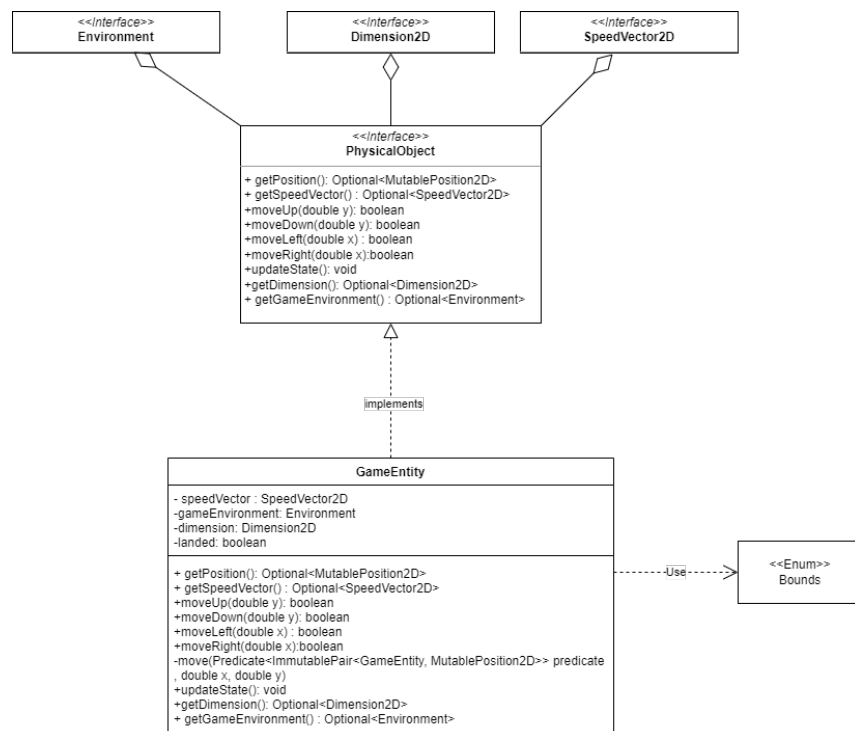 <<Interface>>
Environment
<<Interface>>
Dimension2D
<<Interface>>
SpeedVector2D
<<Interface>>
PhysicalObject
+ getPosition(): Optional<MutablePosition2D>
+ getSpeedVector() : Optional<SpeedVector2D>
+moveUp(double y): boolean
+moveDown(double y): boolean
+moveLeft(double x) : boolean
+moveRight(double x):boolean
+updateState(): void
+getDimension(): Optional<Dimension2D>
+ getGameEnvironment() : Optional<Environment>
implements
GameEntity
- speedVector : SpeedVector2D
-gameEnvironment: Environment
-dimension: Dimension2D
-landed: boolean
+ getPosition(): Optional<MutablePosition2D>
+ getSpeedVector() : Optional<SpeedVector2D>
+moveUp(double y): boolean
+moveDown(double y): boolean
+moveLeft(double x) : boolean
+moveRight(double x):boolean
-move(Predicate<ImmutablePair<GameEntity, MutablePosition2D>> predicate
, double x, double y)
+updateState(): void
+getDimension(): Optional<Dimension2D>
+ getGameEnvironment() : Optional<Environment>
Use
<<Enum>>
Bounds